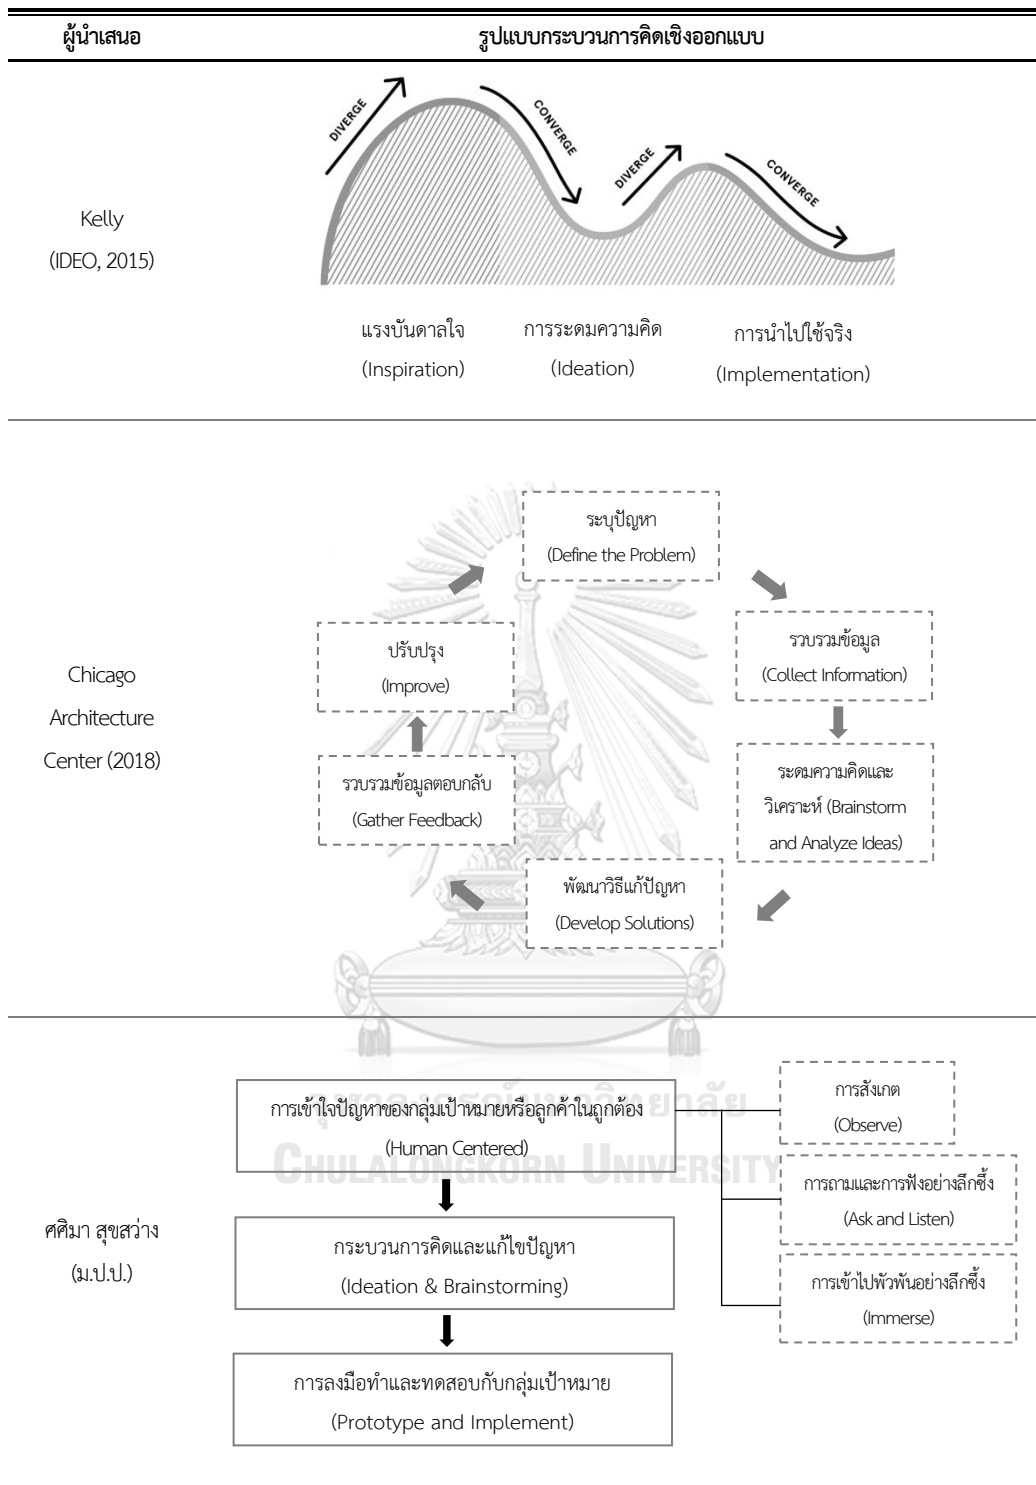 ผู้นำเสนอ
รูปแบบกระบวนการคิดเชิงออกแบบ
Kelly
(IDEO, 2015)
DIVERGE
CONVERGE
DIVERGE
CONVERGE
แรงบันดาลใจ
(Inspiration)
การระดมความคิด
(Ideation)
การนำไปใช้จริง
(Implementation)
Chicago
Architecture
Center (2018)
ระบุปัญหา
(Define the Problem)
รวบรวมข้อมูล
(Collect Information)
ระดมความคิดและ
วิเคราะห์ (Brainstorm
and Analyze Ideas)
พัฒนาวิธีแก้ปัญหา
(Develop Solutions)
รวบรวมข้อมูลตอบกลับ
(Gather Feedback)
ปรับปรุง
(Improve)
ศศิมา สุขสว่าง
(ม.ป.ป.)
การเข้าใจปัญหาของกลุ่มเป้าหมายหรือลูกค้าในถูกต้อง
(Human Centered)
กระบวนการคิดและแก้ไขปัญหา
(Ideation & Brainstorming)
การลงมือทำและทดสอบกับกลุ่มเป้าหมาย
(Prototype and Implement)
การสังเกต
(Observe)
การถามและการฟังอย่างลึกซึ้ง
(Ask and Listen)
การเข้าไปพัวพันอย่างลึกซึ้ง
(Immerse)
จุฬาลงกรณ์มหาวิทยาลัย
CHULALONGKORN UNIVERSITY